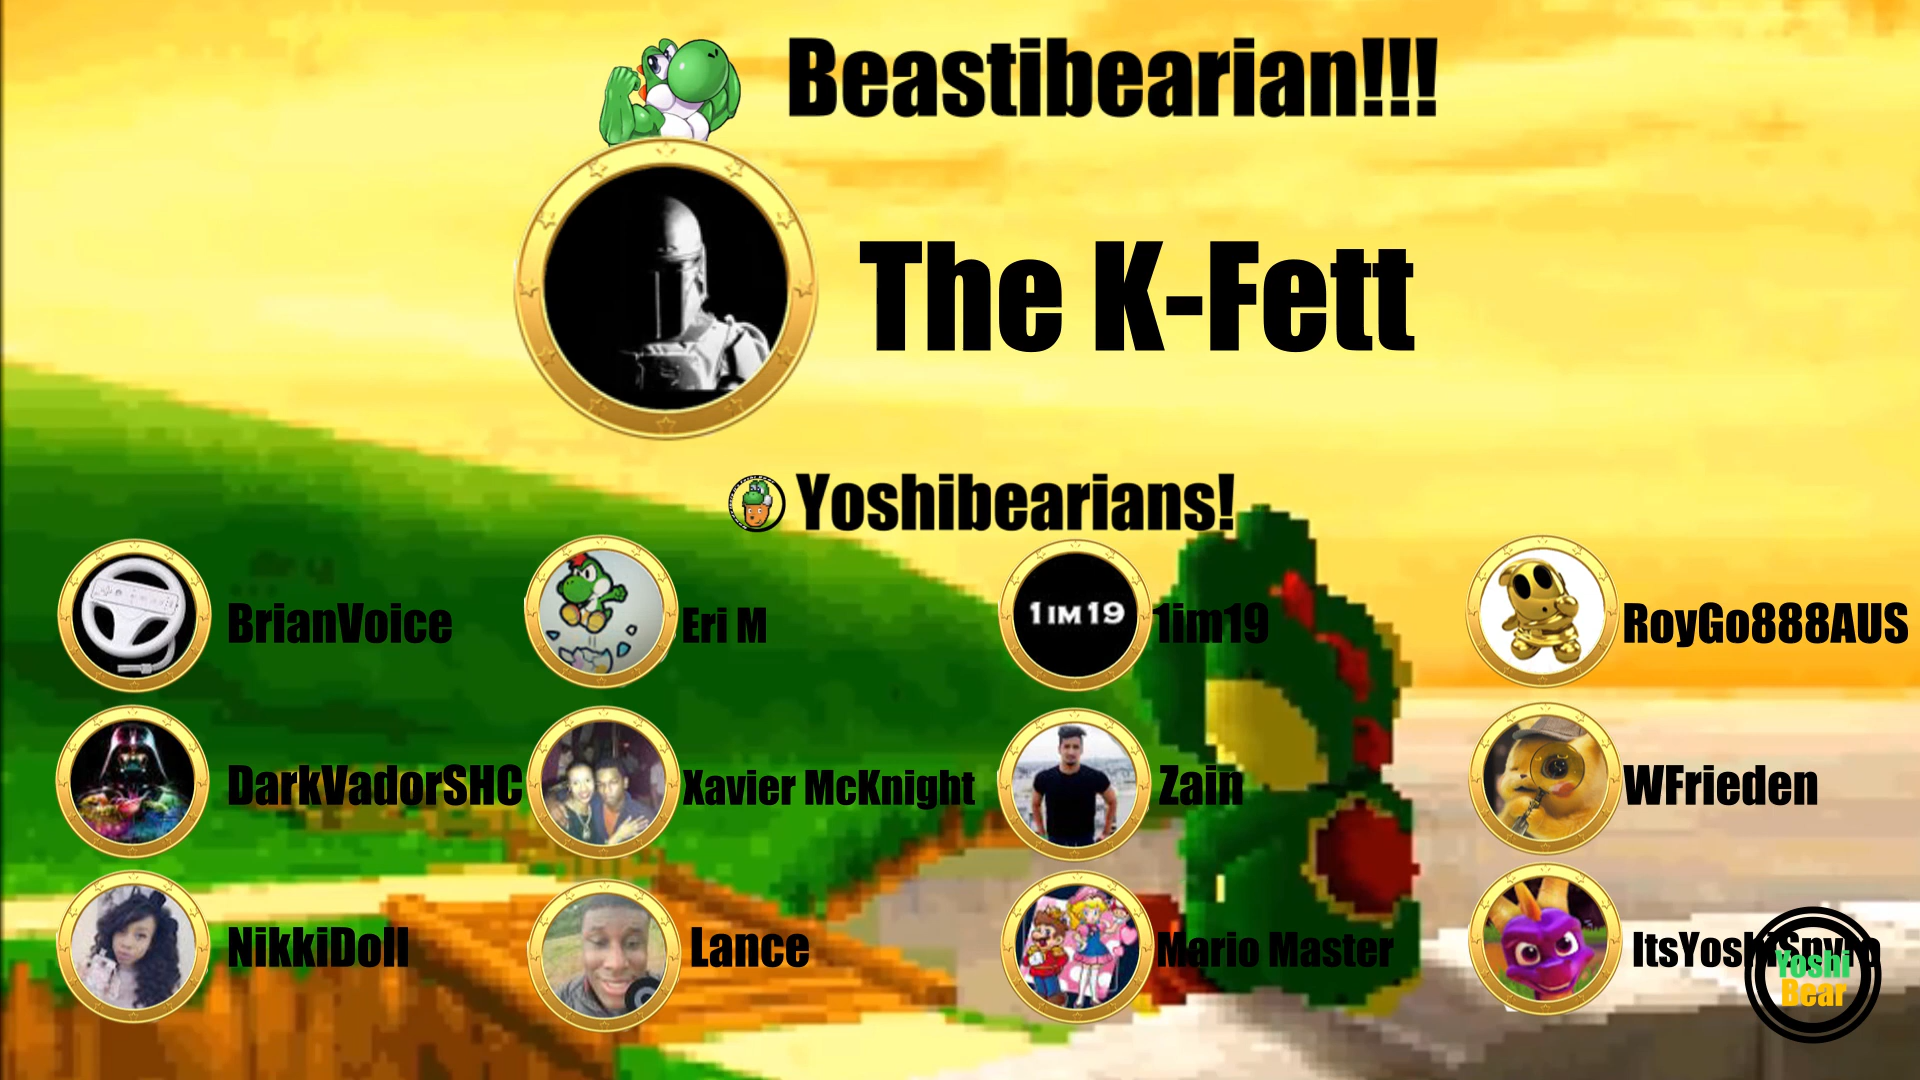 Beastibearian!!!
The K-Fett
Yoshibearians!
BrianVoice
Eri M
1IM19
1im19
RoyGo888AUS
DarkVadorSHC
Xavier McKnight
Zain
WFrieden
NikkiDoll
Lance
Mario Master
ItsYoshiSpyro
Yoshi
Bear